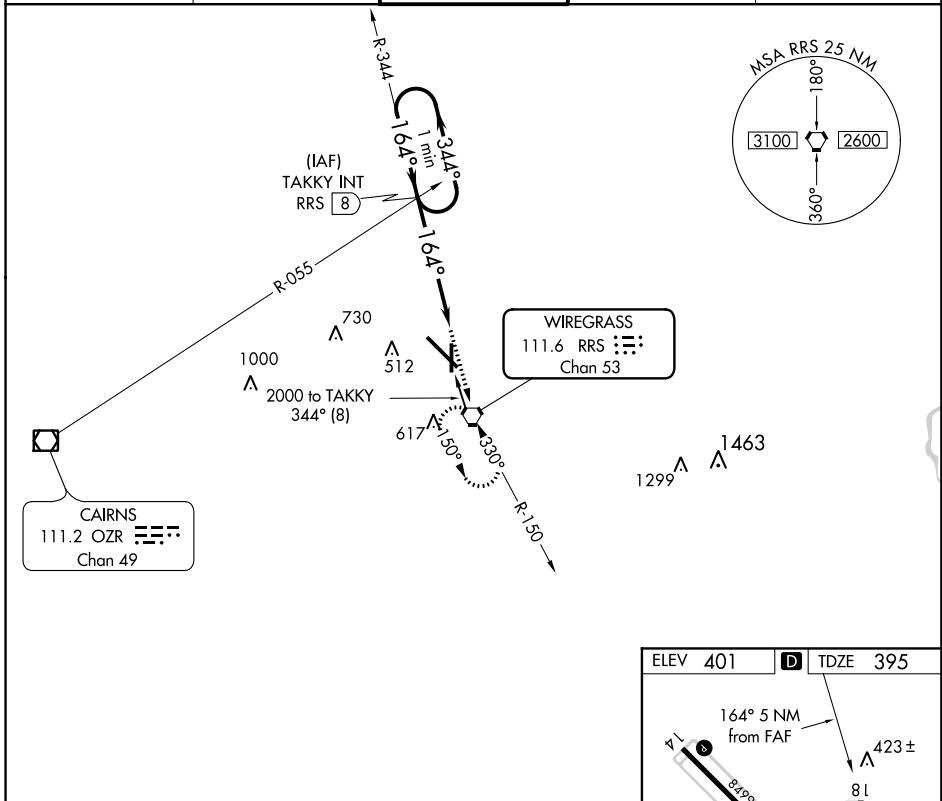 R-344
MSA RRS 25 NM
180°
3100
2600
360°
164°
1 min
344°
(IAF)
TAKKY INT
RRS 8
164°
R-055
WIREGRASS
111.6 RRS
Chan 53
730
512
1000
2000 to TAKKY
344° (8)
617
150°
330°
1463
1299
R-150
CAIRNS
111.2 OZR
Chan 49
ELEV 401 D TDZE 395
164° 5 NM
from FAF
423±
14
P
18